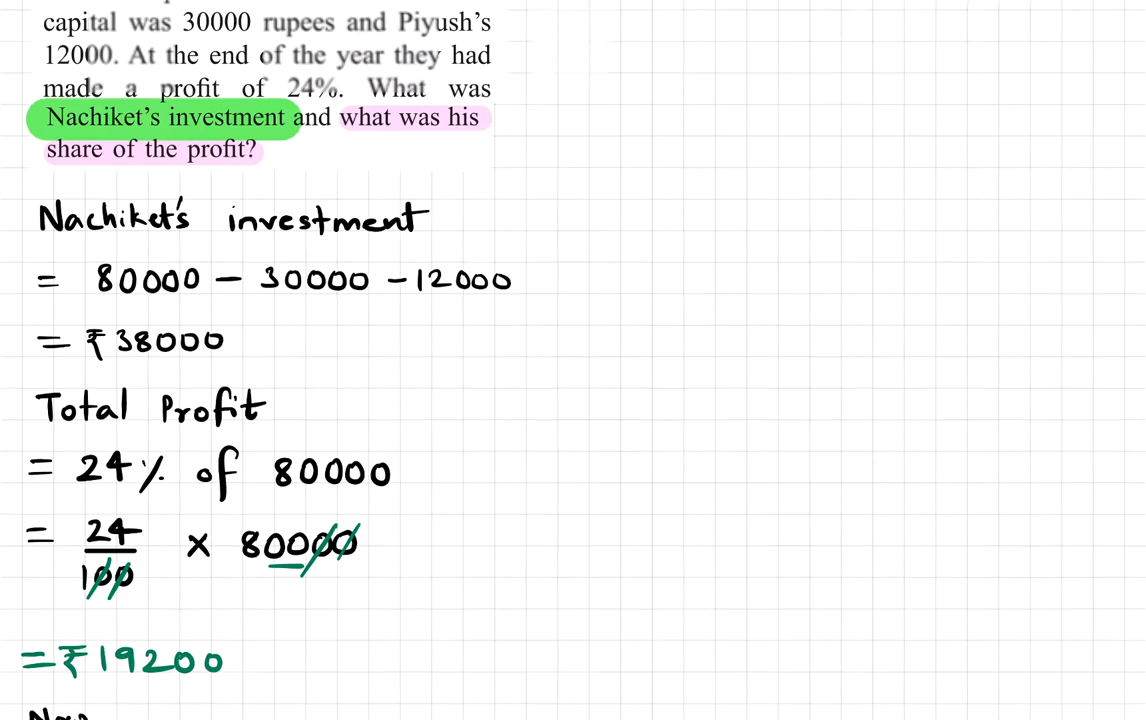 capital was 30000 rupees and Piyush's
12000. At the end of the year they had
made a profit of 24%. What was
Nachiket's investment and what was his
share of the profit?
Nachiket's investment
= 80000 - 30000 - 12000
= ₹38000
Total Profit
= 24% of 80000
= 24/100 × 80000
= ₹19200